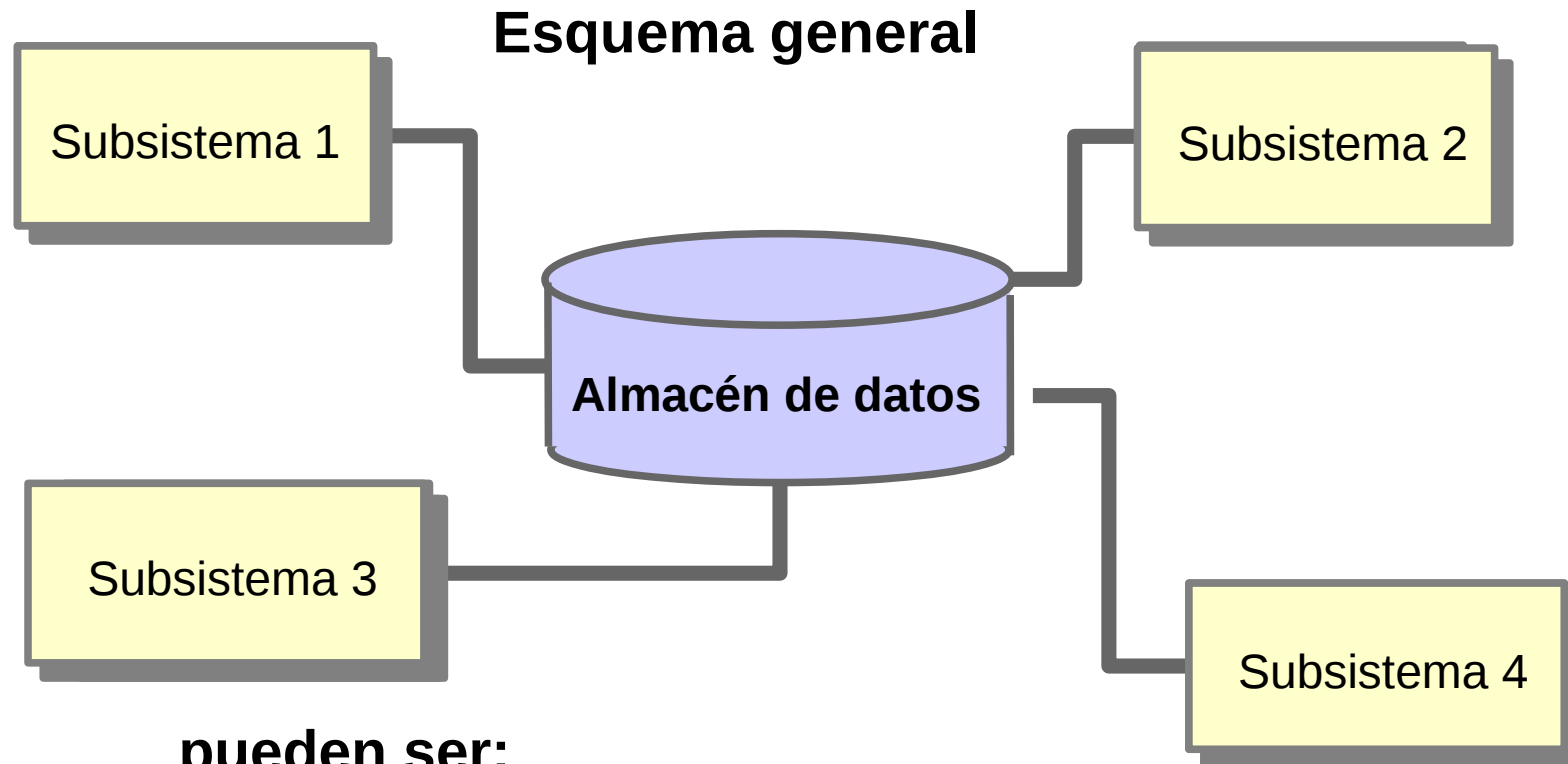 Esquema general
Subsistema 1
Subsistema 2
Almacén de datos
Subsistema 3
Subsistema 4
pueden ser: